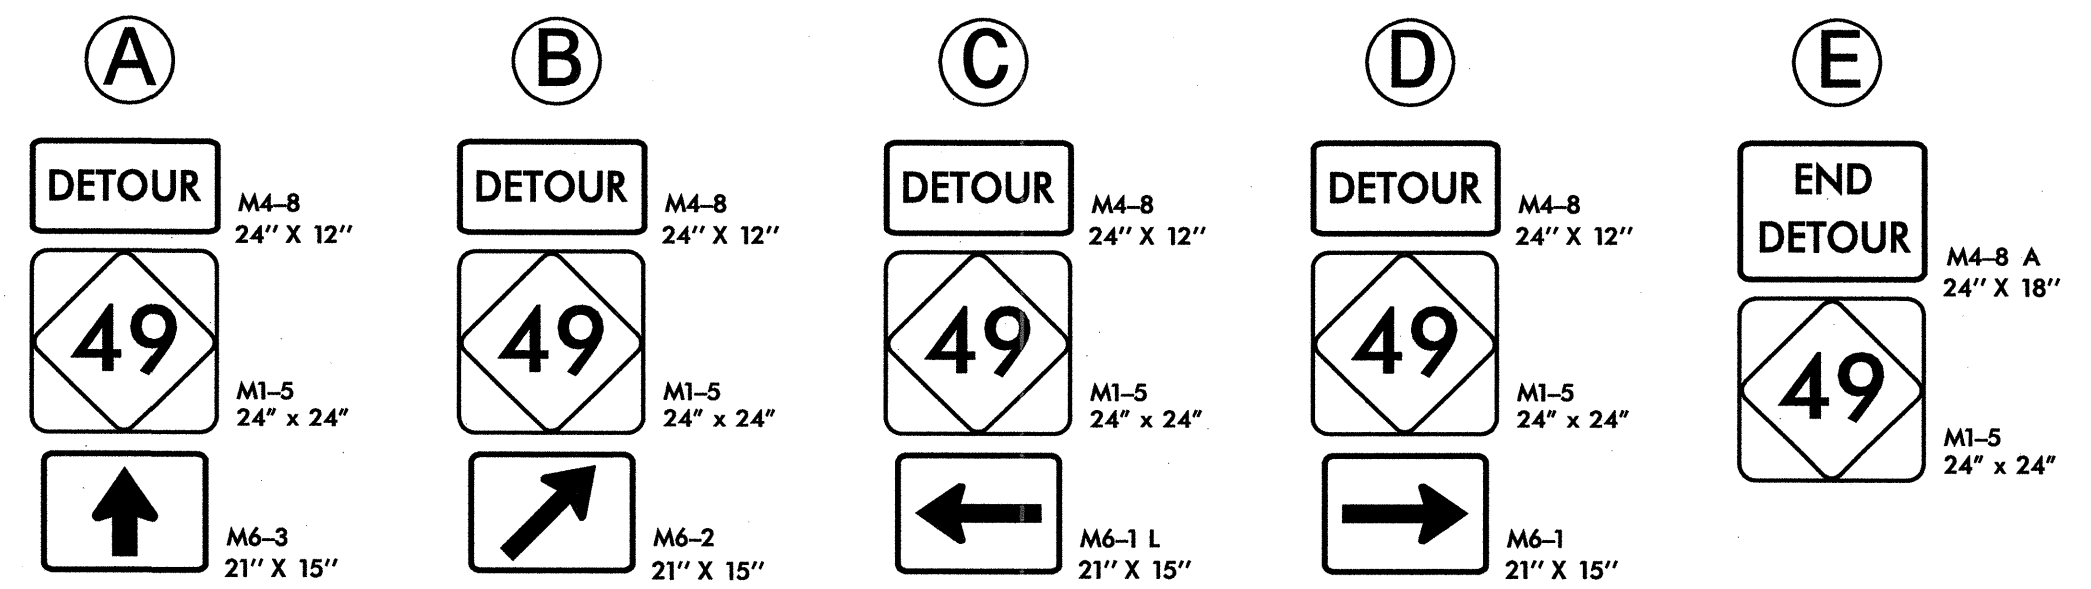 A
DETOUR
M4–8
24'' X 12''
49
M1–5
24" x 24"
M6–3
21'' X 15''
B
DETOUR
M4–8
24'' X 12''
49
M1–5
24" x 24"
M6–2
21'' X 15''
C
DETOUR
M4–8
24'' X 12''
49
M1–5
24" x 24"
M6–1 L
21'' X 15''
D
DETOUR
M4–8
24'' X 12''
49
M1–5
24" x 24"
M6–1
21'' X 15''
E
END
DETOUR
M4–8 A
24'' X 18''
49
M1–5
24" x 24"